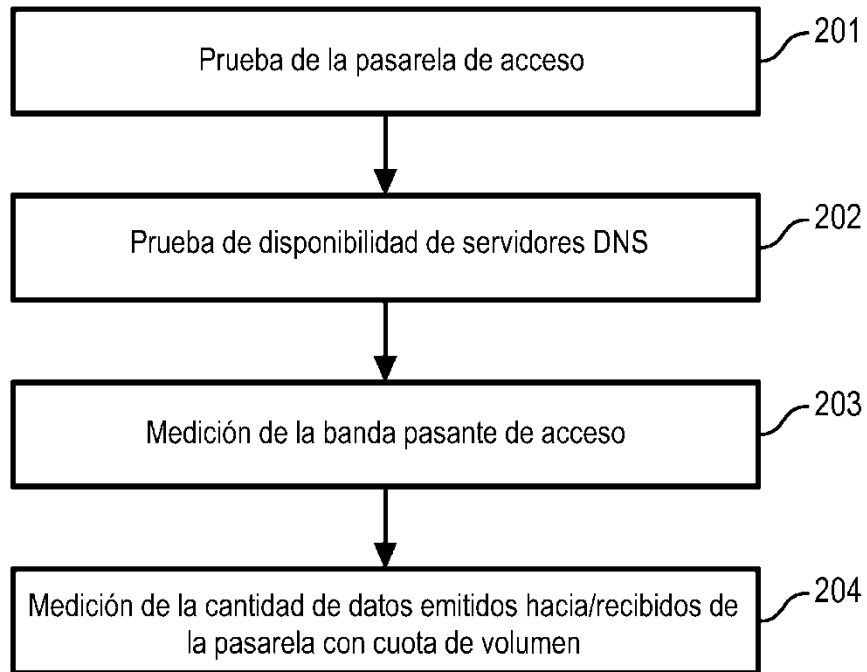 201
Prueba de la pasarela de acceso
202
Prueba de disponibilidad de servidores DNS
203
Medición de la banda pasante de acceso
204
Medición de la cantidad de datos emitidos hacia/recibidos de
la pasarela con cuota de volumen